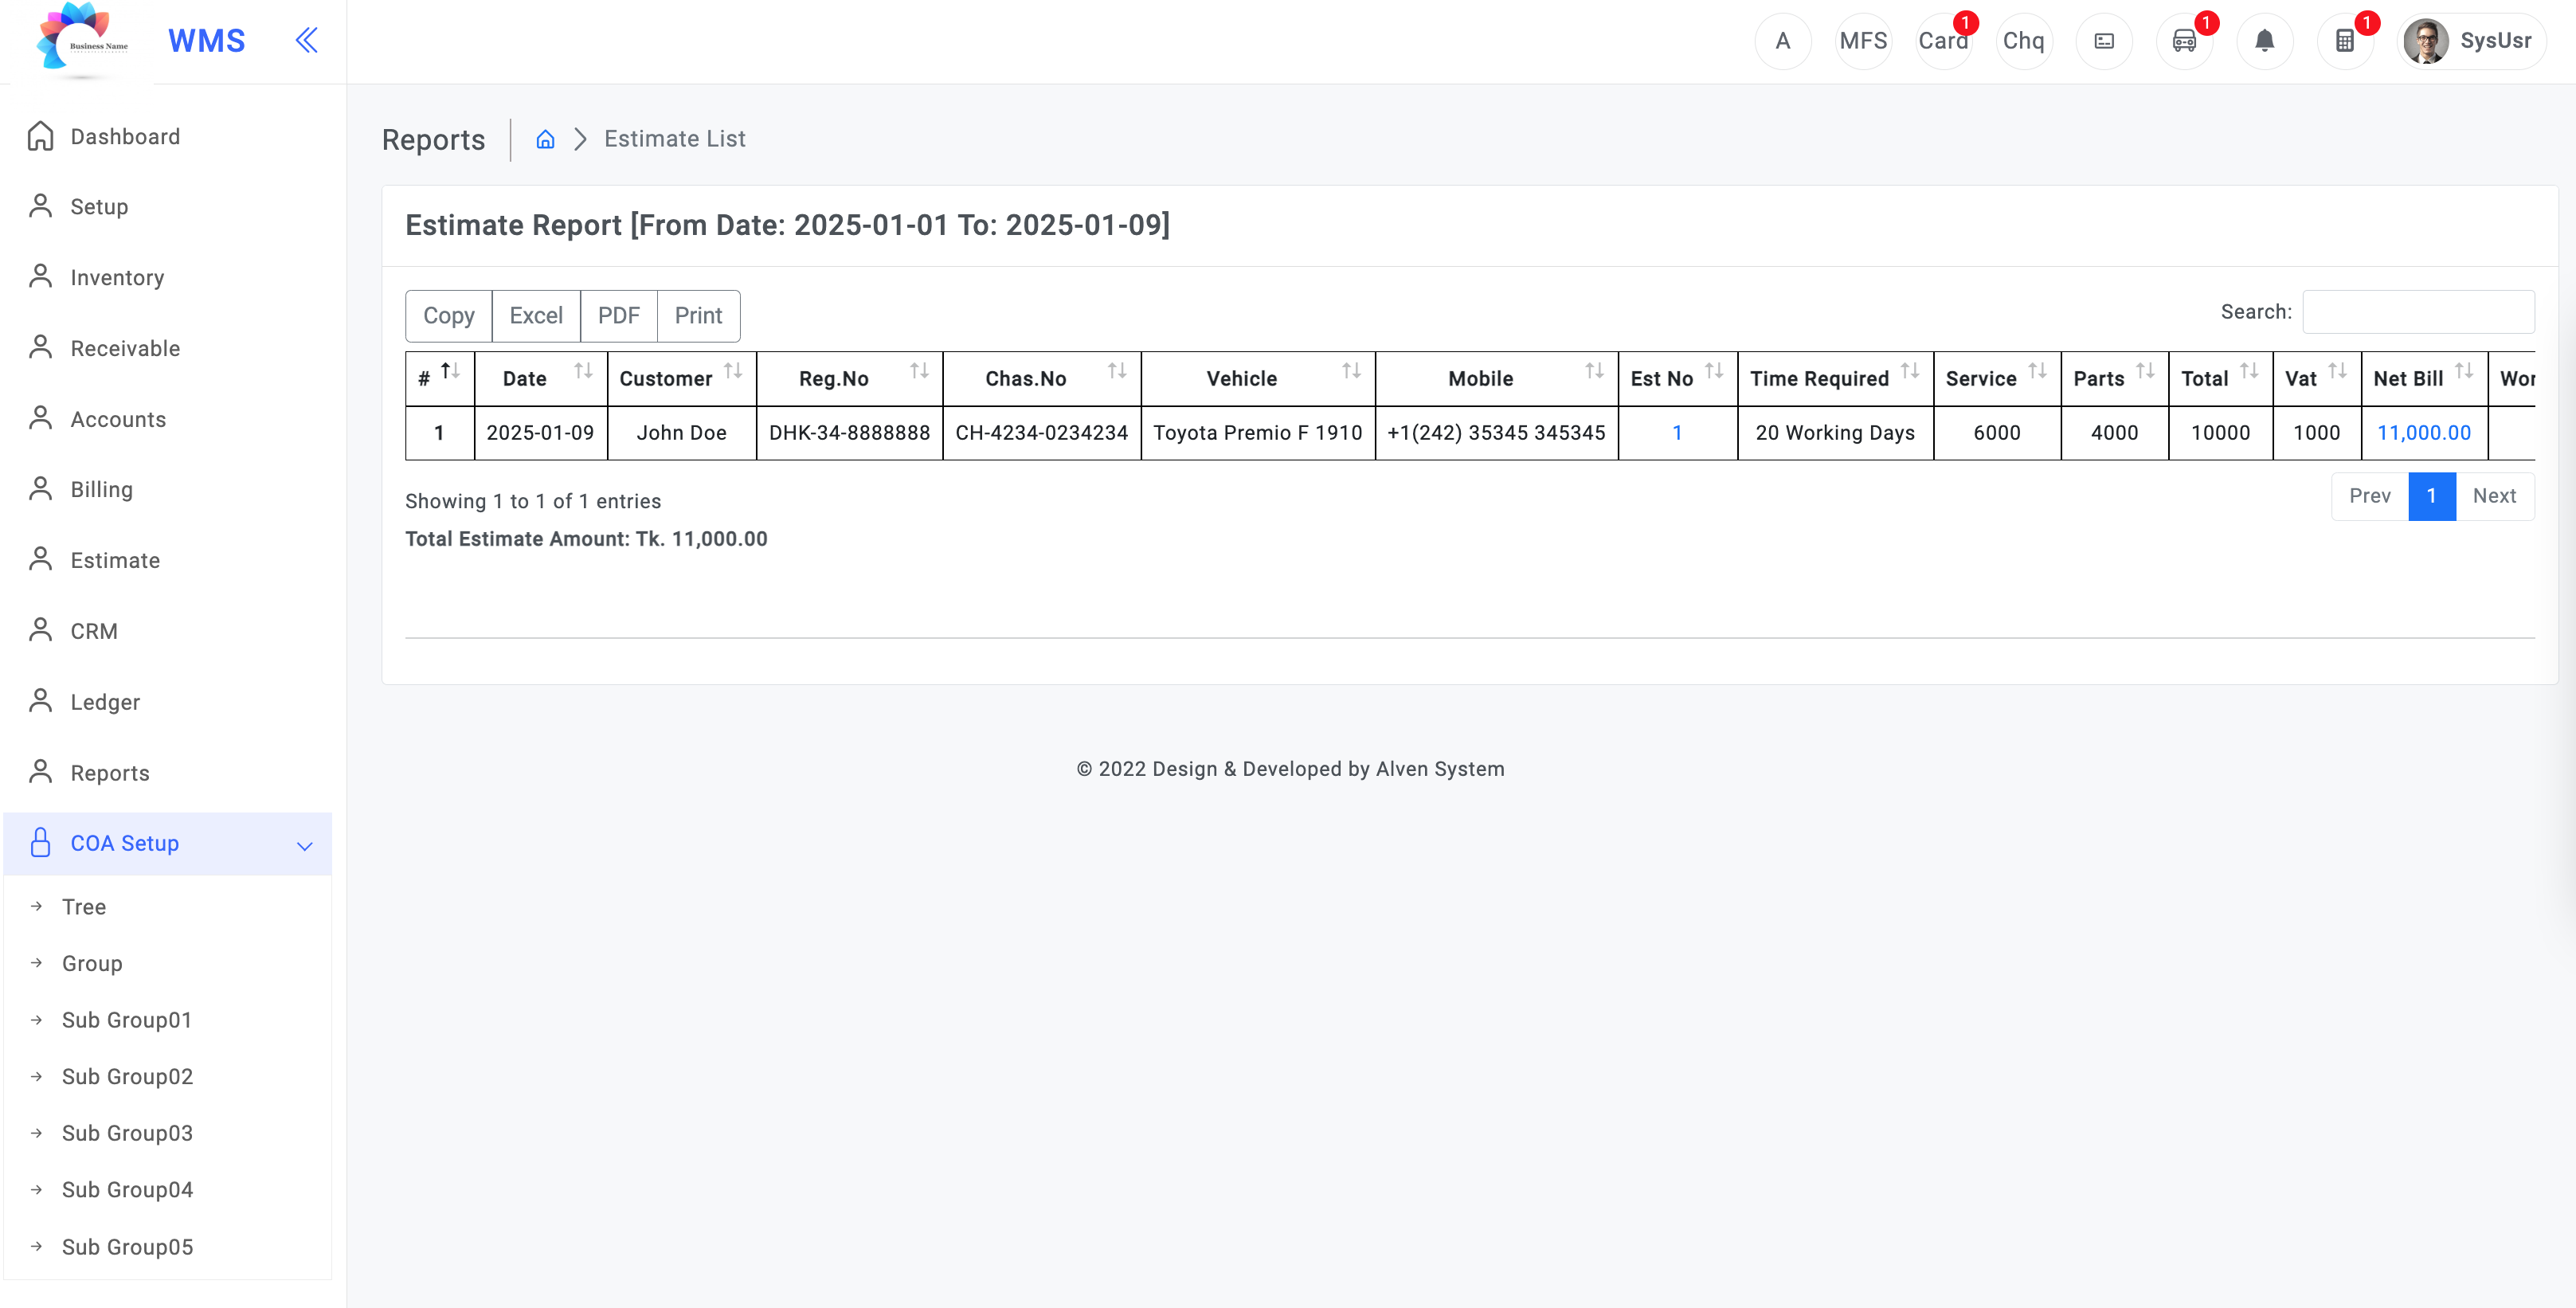 Business Name
WMS
A MFS Card 1 Chq 1 1 SysUsr
Dashboard
Setup
Inventory
Receivable
Accounts
Billing
Estimate
CRM
Ledger
Reports
COA Setup
Tree
Group
Sub Group01
Sub Group02
Sub Group03
Sub Group04
Sub Group05
Reports Estimate List
Estimate Report [From Date: 2025-01-01 To: 2025-01-09]
Copy Excel PDF Print
Search:
# Date Customer Reg.No Chas.No Vehicle Mobile Est No Time Required Service Parts Total Vat Net Bill Wor
1 2025-01-09 John Doe DHK-34-8888888 CH-4234-0234234 Toyota Premio F 1910 +1(242) 35345 345345 1 20 Working Days 6000 4000 10000 1000 11,000.00
Showing 1 to 1 of 1 entries
Prev 1 Next
Total Estimate Amount: Tk. 11,000.00
© 2022 Design & Developed by Alven System